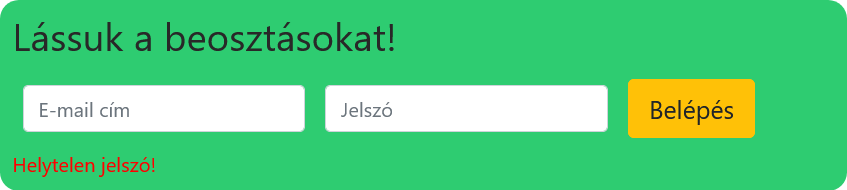 Lássuk a beosztásokat!
E-mail cím Jelszó Belépés
Helytelen jelszó!